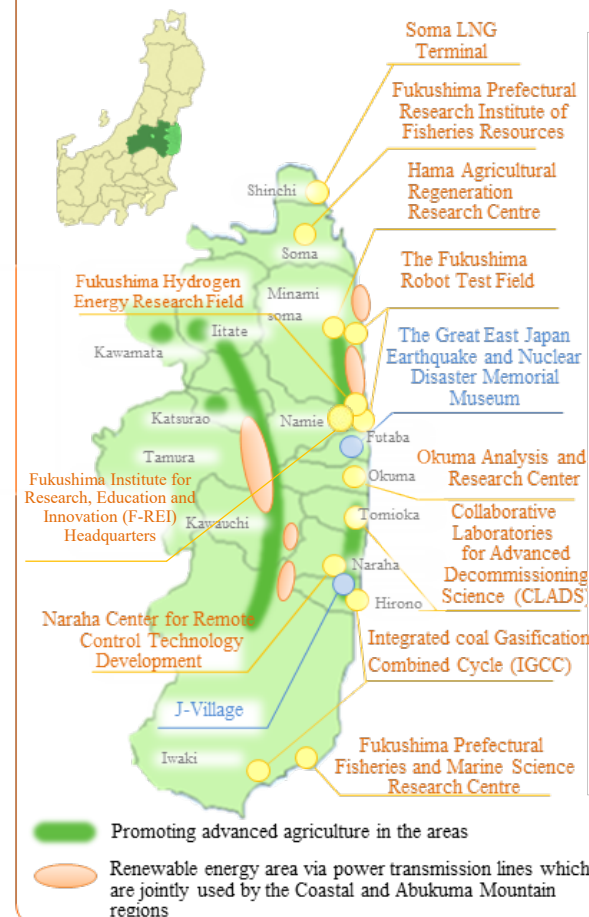 Soma LNG
Terminal
Fukushima Prefectural
Research Institute of
Fisheries Resources
Hama Agricultural
Regeneration
Research Centre
Shinchi
Soma
The Fukushima
Robot Test Field
Fukushima Hydrogen
Energy Research Field
Minami
soma
Iitate
Kawamata
The Great East Japan
Earthquake and Nuclear
Disaster Memorial
Museum
Katsurao
Namie
Futaba
Tamura
Okuma Analysis and
Research Center
Okuma
Fukushima Institute for
Research, Education and
Innovation (F-REI)
Headquarters
Kawauchi
Tomioka
Collaborative
Laboratories
for Advanced
Decommissioning
Science (CLADS)
Naraha
Hirono
Naraha Center for Remote
Control Technology
Development
Integrated coal Gasification
Combined Cycle (IGCC)
J-Village
Iwaki
Fukushima Prefectural
Fisheries and Marine Science
Research Centre
Promoting advanced agriculture in the areas
Renewable energy area via power transmission lines which
are jointly used by the Coastal and Abukuma Mountain
regions